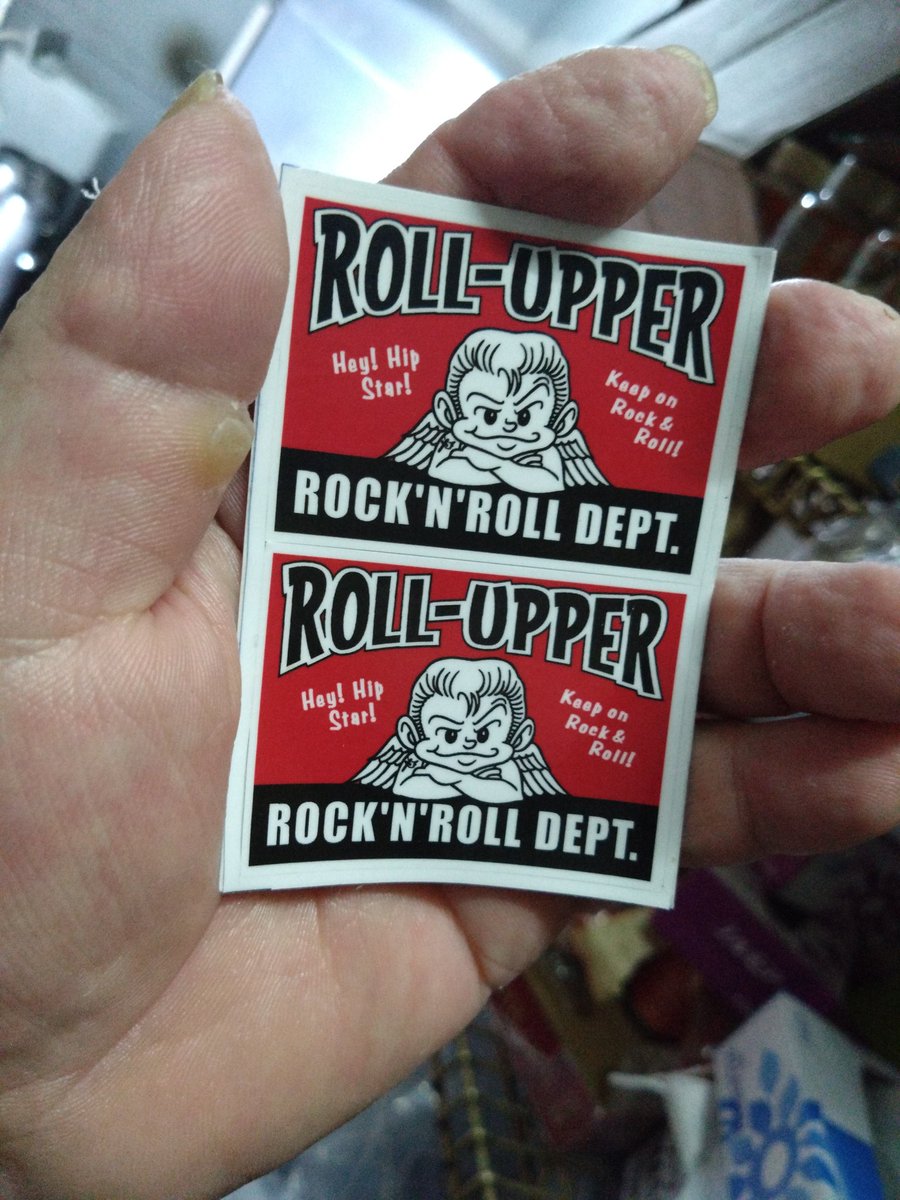 ROLL-UPPER
Hey! Hip
Star!
Keep on
Rock &
Roll!
ROCK'N'ROLL DEPT.
ROLL-UPPER
Hey! Hip
Star!
Keep on
Rock &
Roll!
ROCK'N'ROLL DEPT.